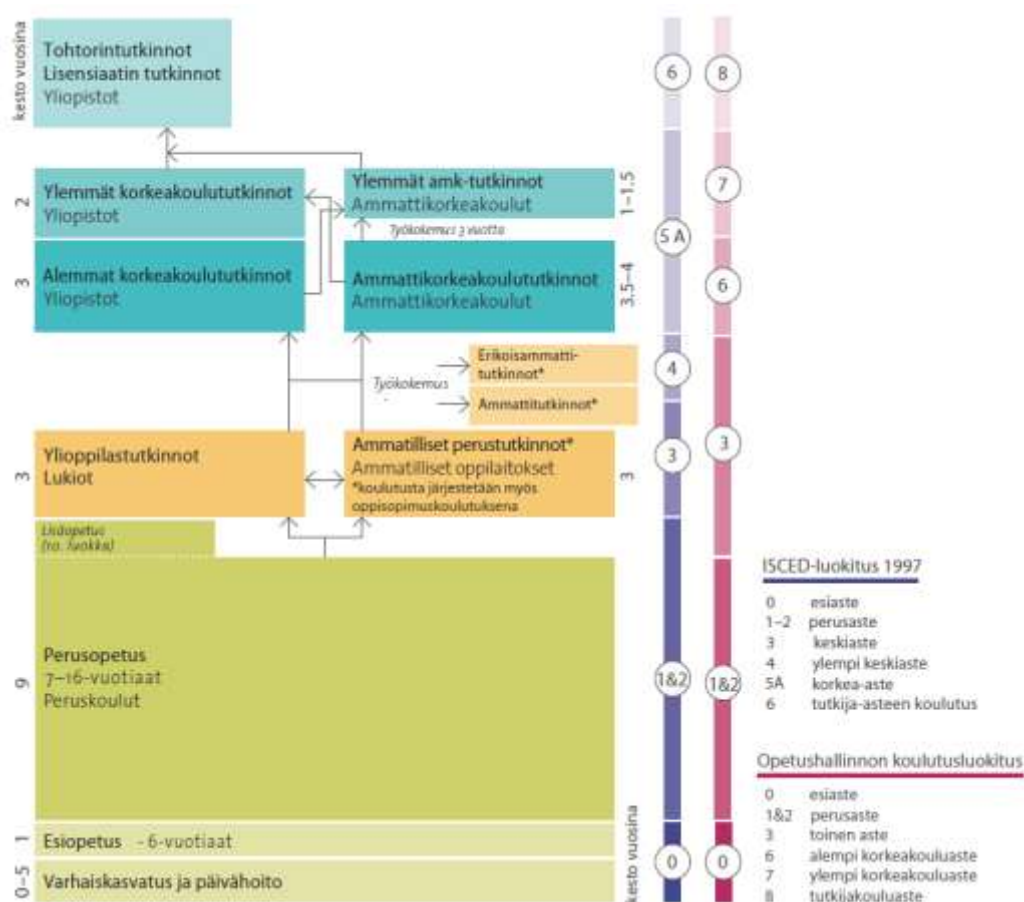 kesto vuosina
Tohtorintutkinnot
Lisensiaatin tutkinnot
Yliopistot
2
Ylemmät korkeakoulututkinnot
Yliopistot
Ylemmät amk-tutkinnot
Ammattikorkeakoulut
1–1.5
Työkokemus 3 vuotta
3
Alemmat korkeakoulututkinnot
Yliopistot
Ammattikorkeakoulututkinnot
Ammattikorkeakoulut
3.5–4
Työkokemus
Erikoisammatti-
tutkinnot*
Ammattitutkinnot*
3
Ylioppilastutkinnot
Lukiot
Ammatilliset perustutkinnot*
Ammatilliset oppilaitokset
*koulutusta järjestetään myös
oppisopimuskoulutuksena
3
Lisäopetus
(10. luokka)
9
Perusopetus
7–16-vuotiaat
Peruskoulut
1
Esiopetus - 6-vuotiaat
0–5
Varhaiskasvatus ja päivähoito
kesto vuosina
6
5 A
4
3
1&2
0
8
7
6
3
1&2
0
ISCED-luokitus 1997
0 esiaste
1–2 perusaste
3 keskiaste
4 ylempi keskiaste
5A korkea-aste
6 tutkija-asteen koulutus
Opetushallinnon koulutusluokitus
0 esiaste
1&2 perusaste
3 toinen aste
6 alempi korkeakouluaste
7 ylempi korkeakouluaste
8 tutkijakouluaste